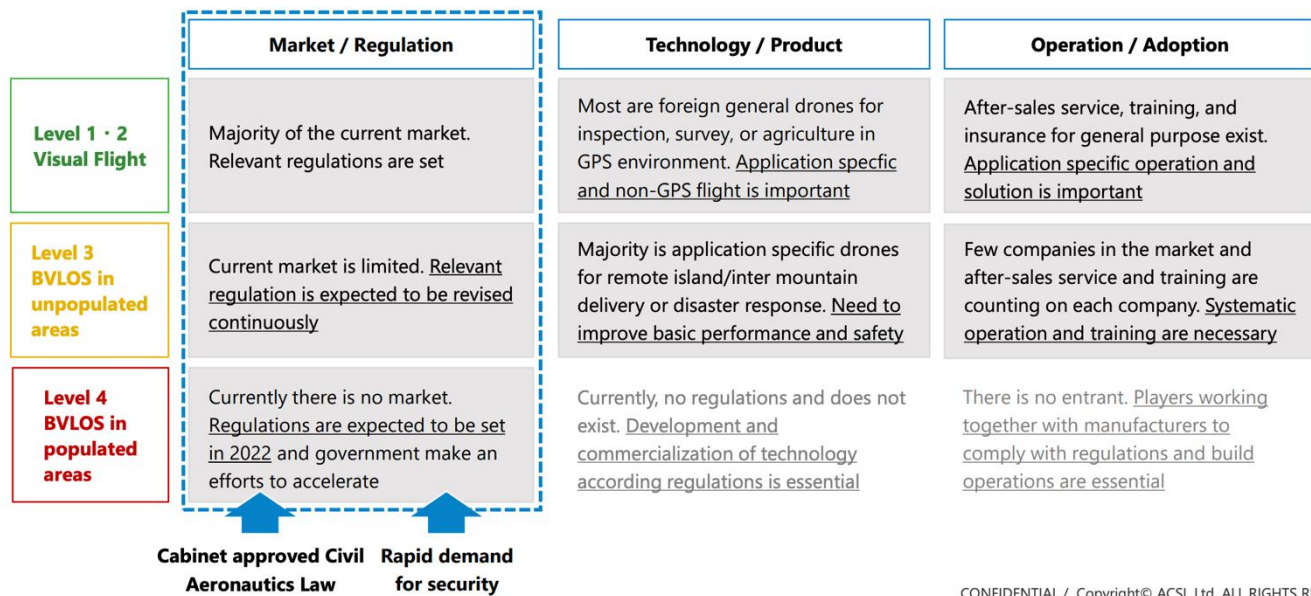 Market / Regulation
Technology / Product
Operation / Adoption
Level 1・2
Visual Flight
Majority of the current market.
Relevant regulations are set
Most are foreign general drones for
inspection, survey, or agriculture in
GPS environment. Application specfic
and non-GPS flight is important
After-sales service, training, and
insurance for general purpose exist.
Application specific operation and
solution is important
Level 3
BVLOS in
unpopulated
areas
Current market is limited. Relevant
regulation is expected to be revised
continuously
Majority is application specific drones
for remote island/inter mountain
delivery or disaster response. Need to
improve basic performance and safety
Few companies in the market and
after-sales service and training are
counting on each company. Systematic
operation and training are necessary
Level 4
BVLOS in
populated
areas
Currently there is no market.
Regulations are expected to be set
in 2022 and government make an
efforts to accelerate
Currently, no regulations and does not
exist. Development and
commercialization of technology
according regulations is essential
There is no entrant. Players working
together with manufacturers to
comply with regulations and build
operations are essential
Cabinet approved Civil
Aeronautics Law
Rapid demand
for security
CONFIDENTIAL / Copyright© ACSL Ltd. ALL RIGHTS